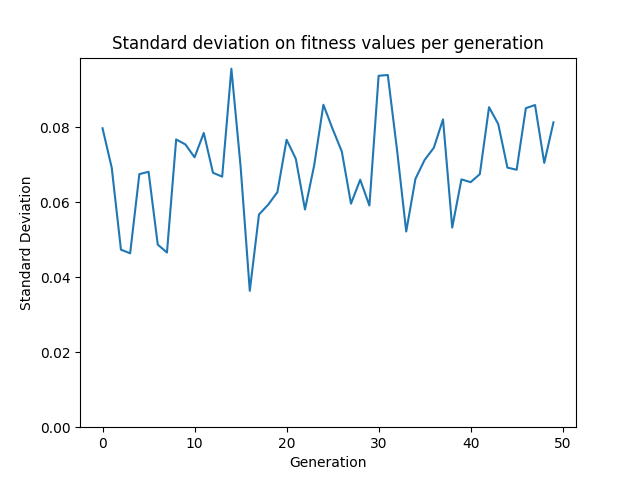 Standard deviation on fitness values per generation
Standard Deviation
0.08
0.06
0.04
0.02
0.00
0 10 20 30 40 50
Generation